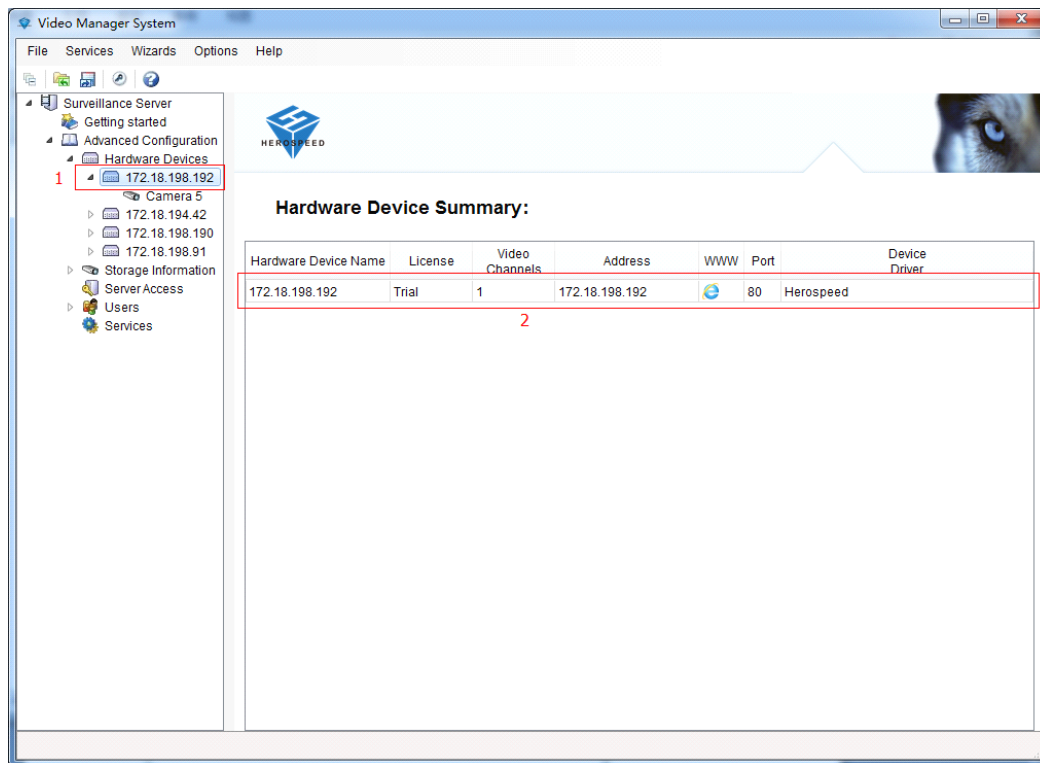 Video Manager System
File Services Wizards Options Help
Surveillance Server
Getting started
Advanced Configuration
Hardware Devices
1
172.18.198.192
Camera 5
172.18.194.42
172.18.198.190
172.18.198.91
Storage Information
Server Access
Users
Services
HEROSPEED
Hardware Device Summary:
Hardware Device Name License Video Channels Address WWW Port Device Driver
172.18.198.192 Trial 1 172.18.198.192 80 Herospeed
2